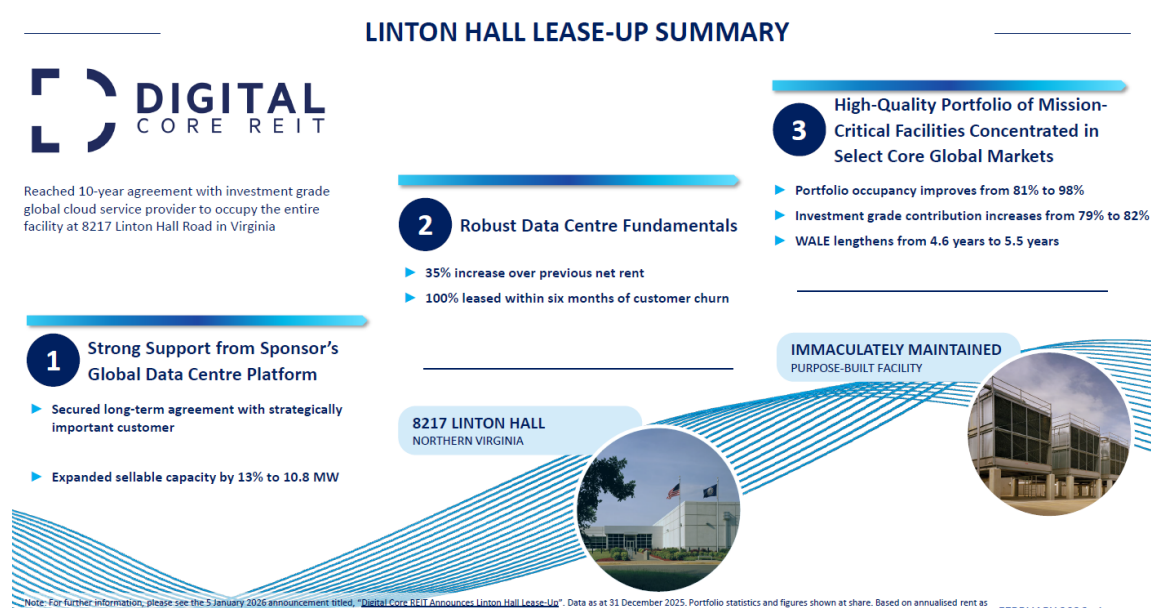 LINTON HALL LEASE-UP SUMMARY
DIGITAL
CORE REIT
Reached 10-year agreement with investment grade
global cloud service provider to occupy the entire
facility at 8217 Linton Hall Road in Virginia
1
Strong Support from Sponsor’s
Global Data Centre Platform
Secured long-term agreement with strategically
important customer
Expanded sellable capacity by 13% to 10.8 MW
2
Robust Data Centre Fundamentals
35% increase over previous net rent
100% leased within six months of customer churn
8217 LINTON HALL
NORTHERN VIRGINIA
3
High-Quality Portfolio of Mission-
Critical Facilities Concentrated in
Select Core Global Markets
Portfolio occupancy improves from 81% to 98%
Investment grade contribution increases from 79% to 82%
WALE lengthens from 4.6 years to 5.5 years
IMMACULATELY MAINTAINED
PURPOSE-BUILT FACILITY
Note: For further information, please see the 5 January 2026 announcement titled, “Digital Core REIT Announces Linton Hall Lease-Up”. Data as at 31 December 2025. Portfolio statistics and figures shown at share. Based on annualised rent as